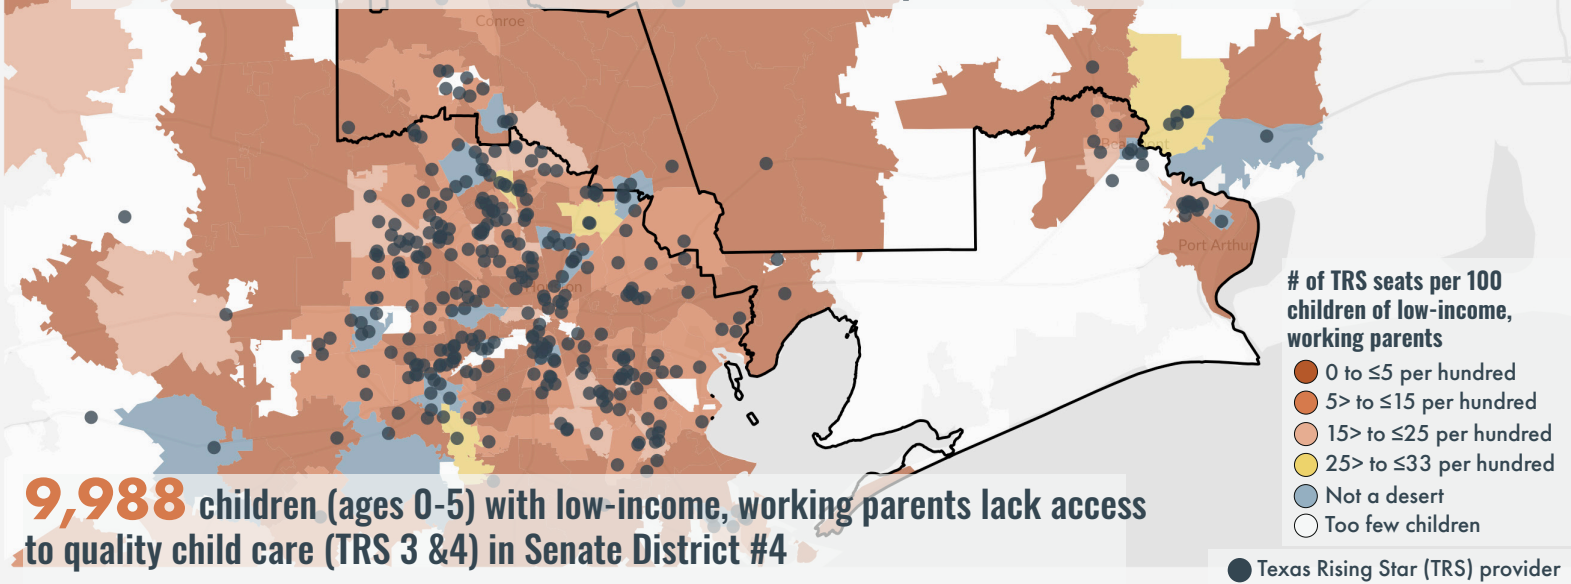 Conroe
Beaumont
Port Arthur
Houston
# of TRS seats per 100
children of low-income,
working parents
0 to ≤5 per hundred
5> to ≤15 per hundred
15> to ≤25 per hundred
25> to ≤33 per hundred
Not a desert
Too few children
9,988 children (ages 0-5) with low-income, working parents lack access
to quality child care (TRS 3 &4) in Senate District #4
Texas Rising Star (TRS) provider